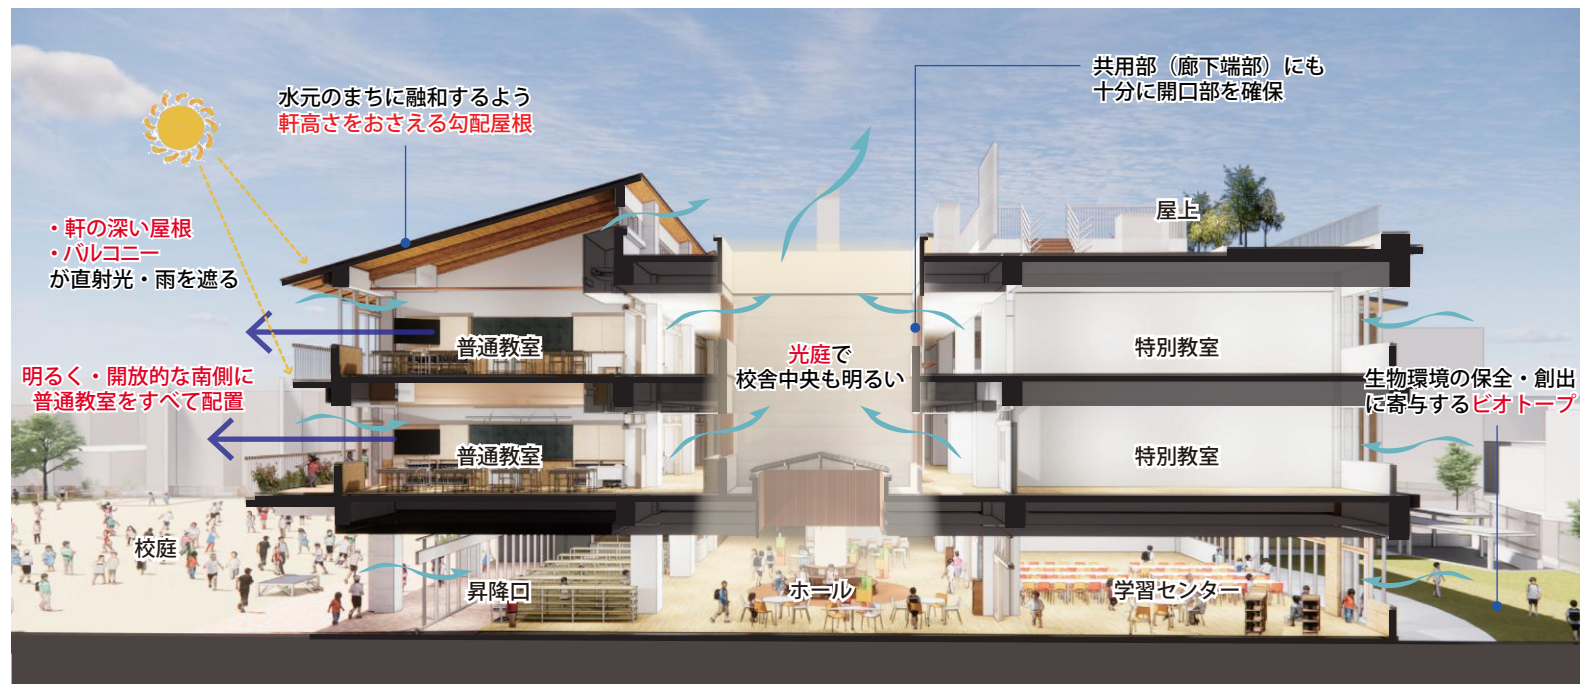 水元のまちに融和するよう
軒高さをおさえる勾配屋根
共用部（廊下端部）にも
十分に開口部を確保
・軒の深い屋根
・バルコニー
が直射光・雨を遮る
屋上
明るく・開放的な南側に
普通教室をすべて配置
普通教室
光庭で
校舎中央も明るい
特別教室
生物環境の保全・創出
に寄与するビオトープ
普通教室
特別教室
校庭
昇降口
ホール
学習センター